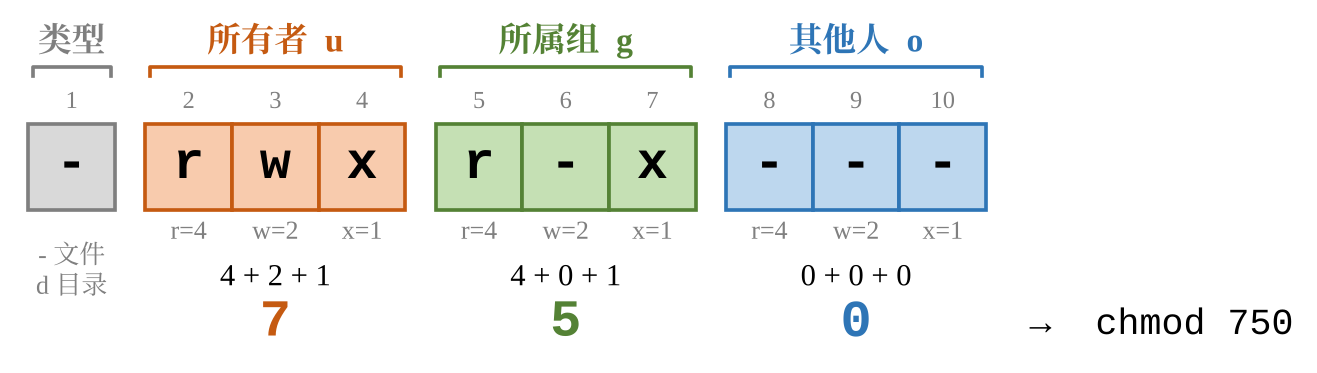 类型 所有者 u 所属组 g 其他人 o
1 2 3 4 5 6 7 8 9 10
- r w x r - x - - -
r=4 w=2 x=1 r=4 w=2 x=1 r=4 w=2 x=1
- 文件
d 目录
4 + 2 + 1 4 + 0 + 1 0 + 0 + 0
7 5 0 → chmod 750